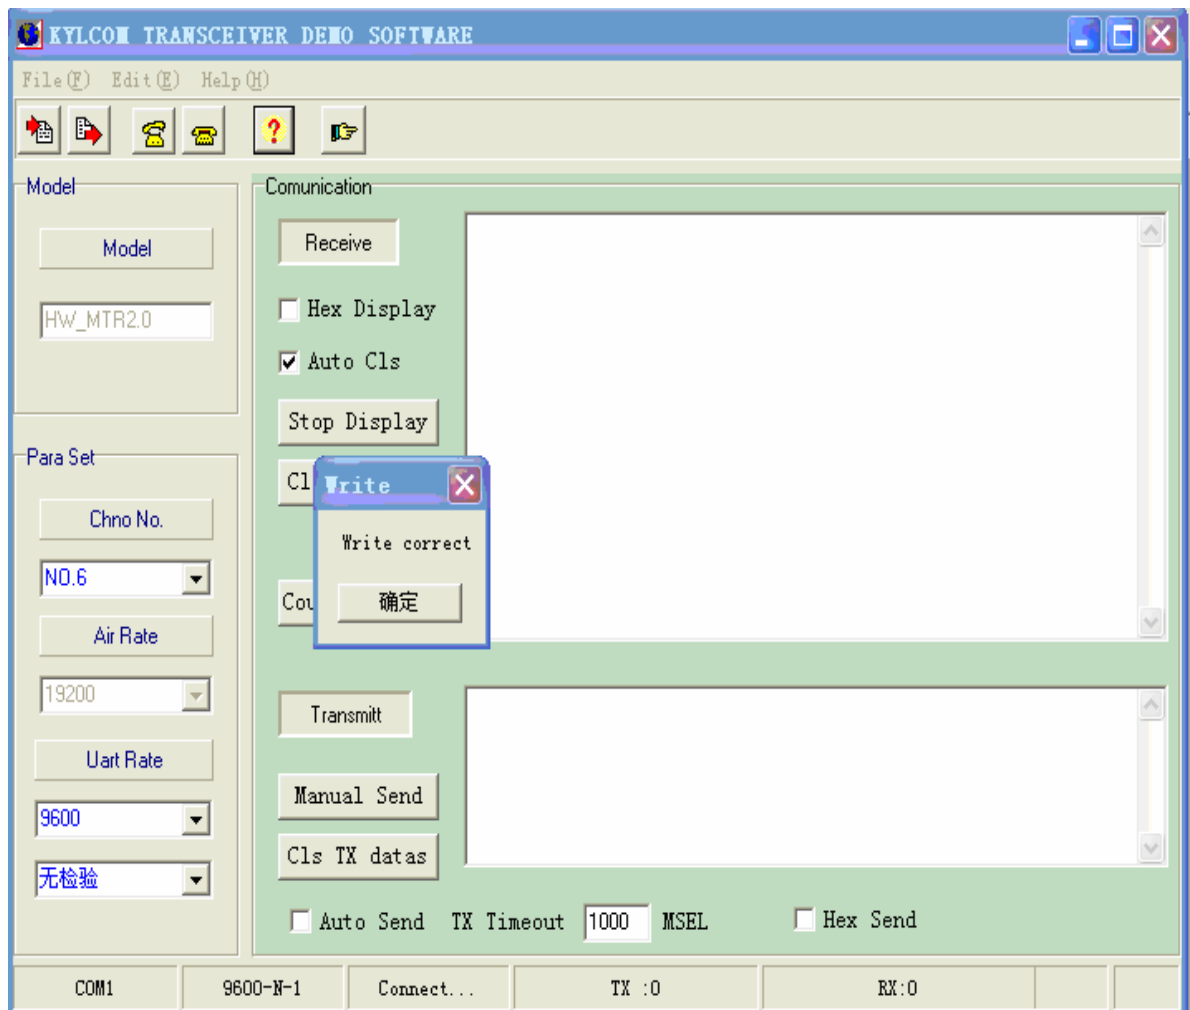 KYLCOM TRANSCEIVER DEMO SOFTWARE
File(F) Edit(E) Help(H)
Model
Model
HW_MTR2.0
Para Set
Chno No.
NO.6
Air Rate
19200
Uart Rate
9600
无检验
Comunication
Receive
Hex Display
Auto Cls
Stop Display
Cl
Cou
Write
Write correct
确定
Transmitt
Manual Send
Cls TX datas
Auto Send TX Timeout 1000 MSEL Hex Send
COM1 9600-N-1 Connect... TX :0 RX:0